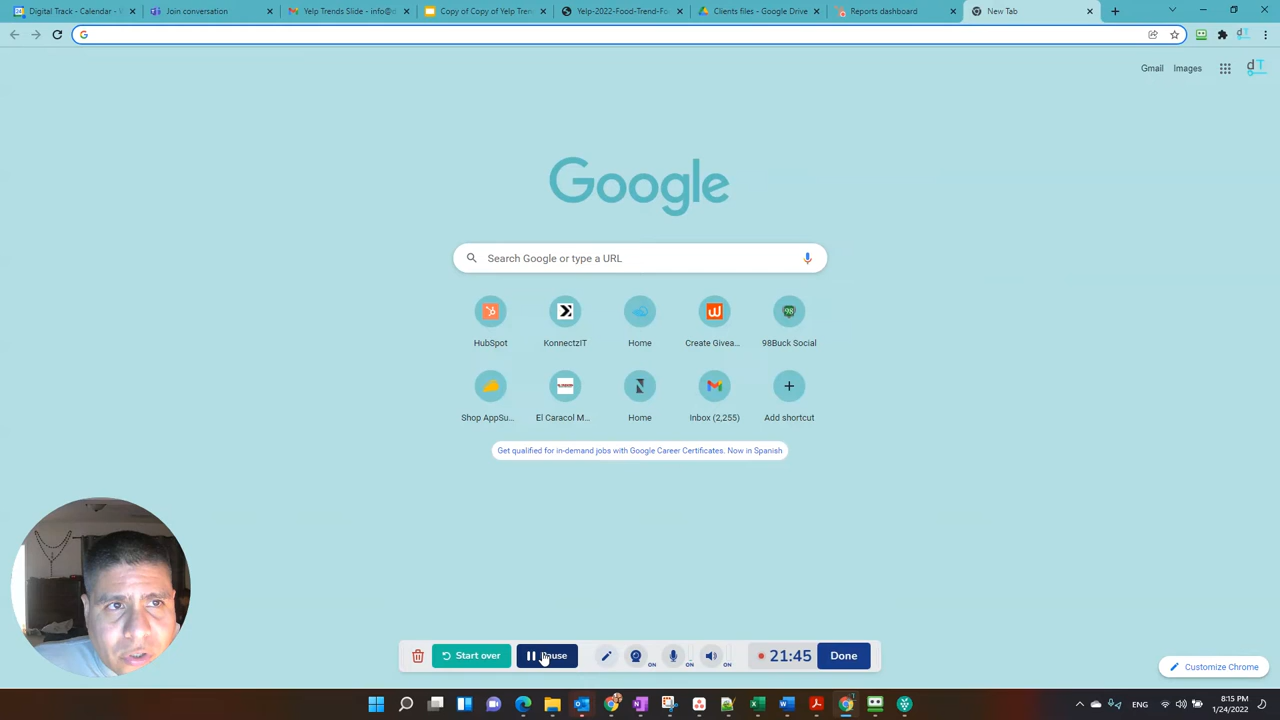 Digital Track - Calendar - W
Join conversation
Yelp Trends Slide - info@d
Copy of Copy of Yelp Tren
Yelp-2022-Food-Trend-Fo
Clients files - Google Drive
Reports dashboard
New Tab
Gmail
Images
dT
Google
Search Google or type a URL
HubSpot
KonnectzIT
Home
Create Givea...
98Buck Social
Shop AppSu...
El Caracol M...
Home
Inbox (2,255)
Add shortcut
Get qualified for in-demand jobs with Google Career Certificates. Now in Spanish
Start over
Pause
ON
ON
ON
21:45
Done
Customize Chrome
ENG
8:15 PM
1/24/2022